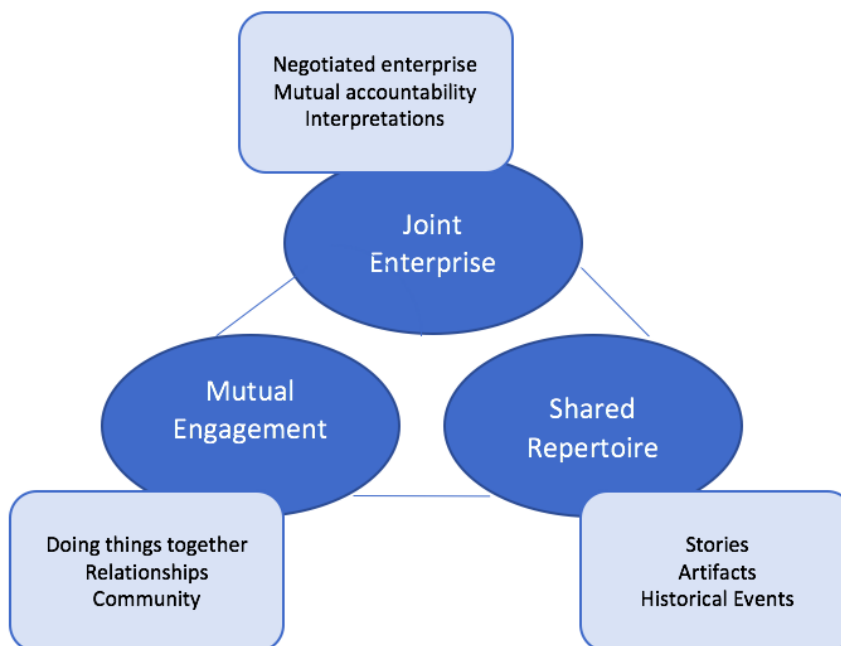 Negotiated enterprise
Mutual accountability
Interpretations
Joint
Enterprise
Mutual
Engagement
Shared
Repertoire
Doing things together
Relationships
Community
Stories
Artifacts
Historical Events